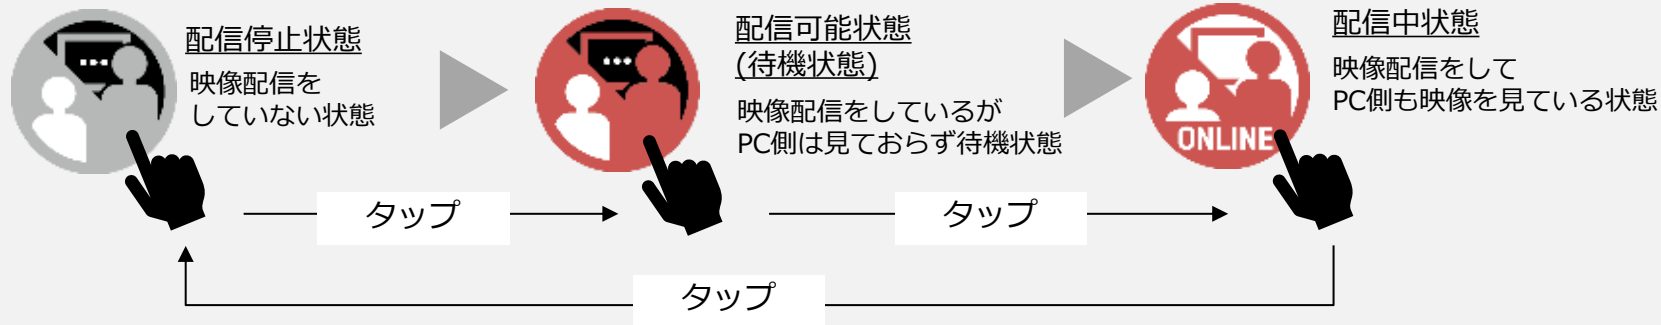 配信停止状態
映像配信を
していない状態
配信可能状態
(待機状態)
映像配信をしているが
PC側は見ておらず待機状態
ONLINE
配信中状態
映像配信をして
PC側も映像を見ている状態
タップ
タップ
タップ